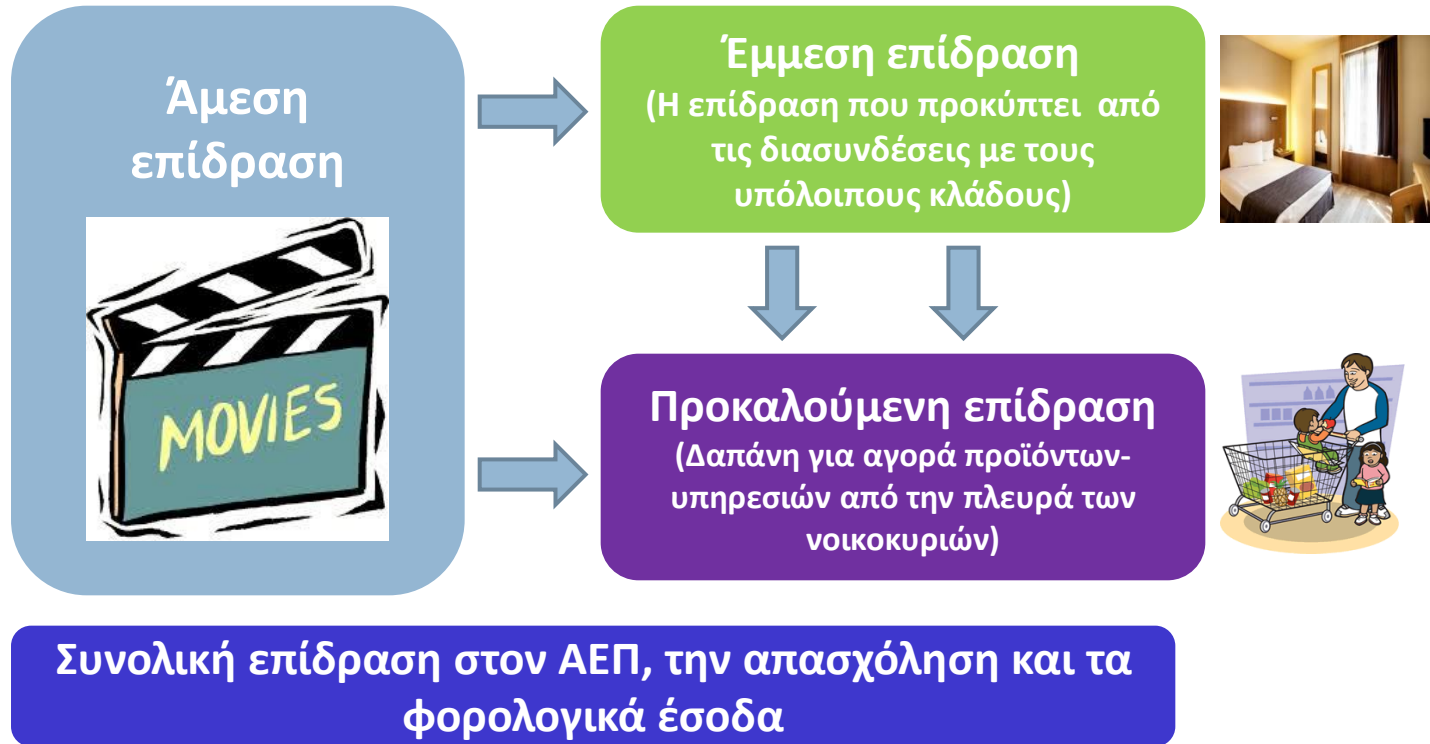 Άμεση
επίδραση
MOVIES
Έμμεση επίδραση
(Η επίδραση που προκύπτει από
τις διασυνδέσεις με τους
υπόλοιπους κλάδους)
Προκαλούμενη επίδραση
(Δαπάνη για αγορά προϊόντων-
υπηρεσιών από την πλευρά των
νοικοκυριών)
Συνολική επίδραση στον ΑΕΠ, την απασχόληση και τα
φορολογικά έσοδα